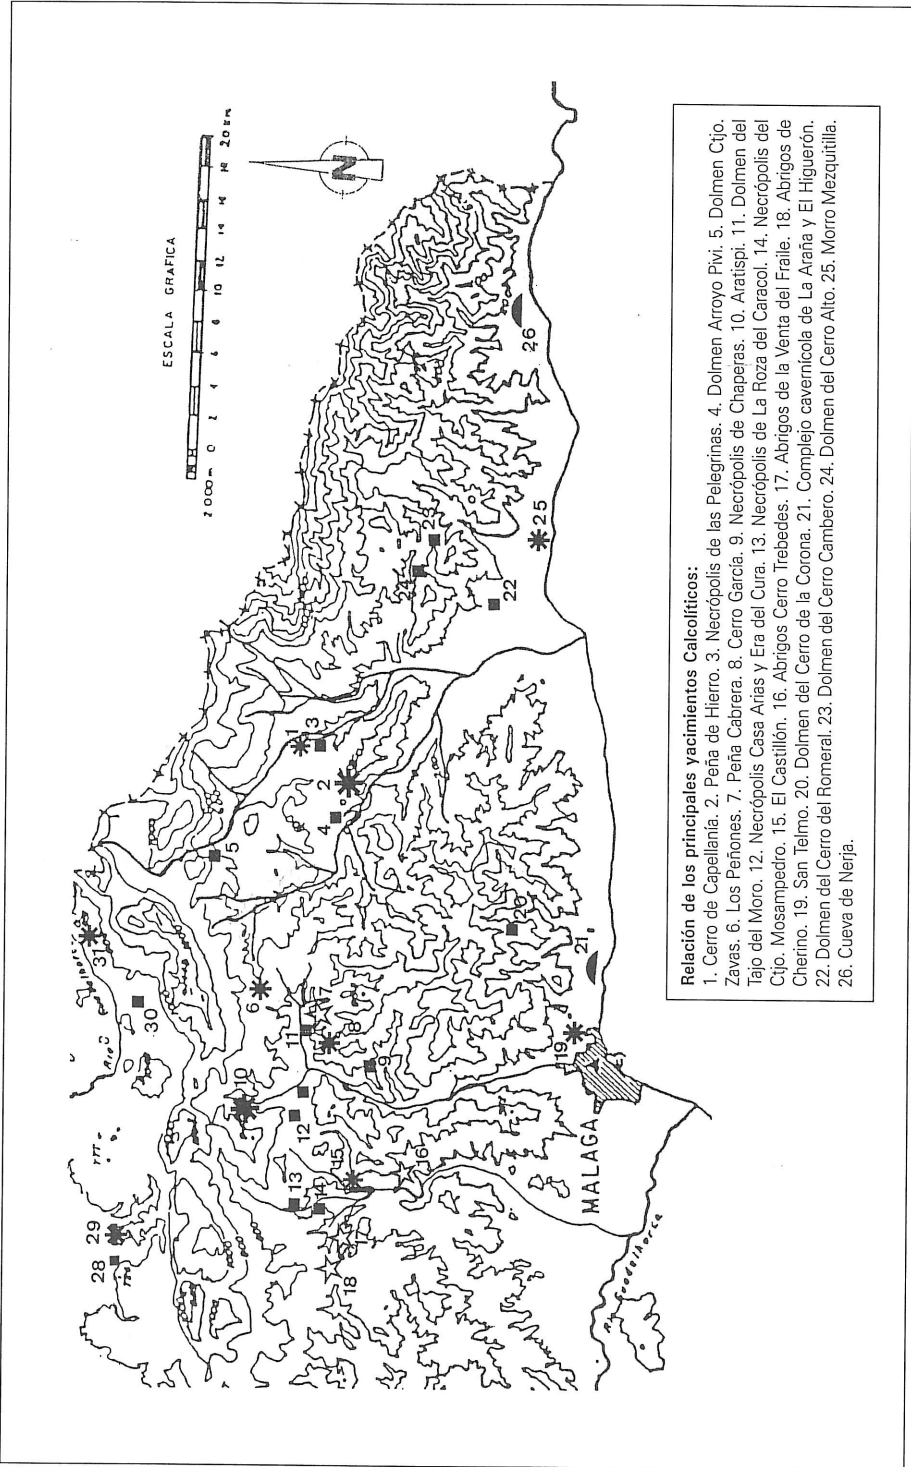 ESCALA GRAFICA
2000 m 0 2 4 6 8 10 12 14 16 18 20 km
N
28
29
30
31
10
6
5
13
14
12
15
16
17
18
11
8
9
4
2
1
3
19
20
21
24
23
22
25
26
MALAGA
Relación de los principales yacimientos Calcolíticos:
1. Cerro de Capellanía. 2. Peña de Hierro. 3. Necrópolis de las Pelegrinas. 4. Dolmen Arroyo Pivi. 5. Dolmen Ctjo.
Zavas. 6. Los Peñones. 7. Peña Cabrera. 8. Cerro García. 9. Necrópolis de Chaperas. 10. Aratispi. 11. Dolmen del
Tajo del Moro. 12. Necrópolis Casa Arias y Era del Cura. 13. Necrópolis de La Roza del Caracol. 14. Necrópolis del
Ctjo. Mosampedro. 15. El Castillón. 16. Abrigos Cerro Trebedes. 17. Abrigos de la Venta del Fraile. 18. Abrigos de
Cherino. 19. San Telmo. 20. Dolmen del Cerro de la Corona. 21. Complejo cavernícola de La Araña y El Higuerón.
22. Dolmen del Cerro del Romeral. 23. Dolmen del Cerro Cambero. 24. Dolmen del Cerro Alto. 25. Morro Mezquitilla.
26. Cueva de Nerja.